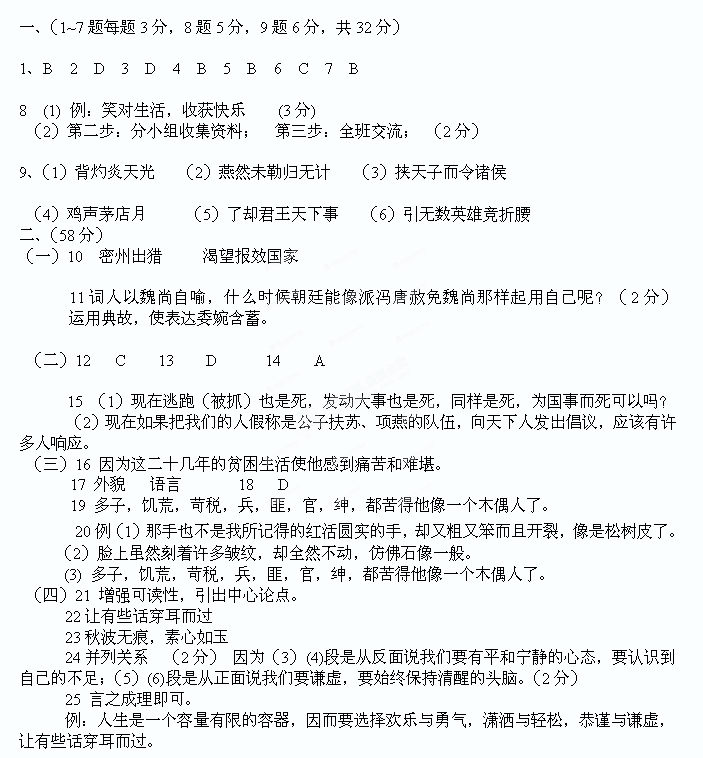 一、（1~7题每题3分，8题5分，9题6分，共32分）
1、B 2 D 3 D 4 B 5 B 6 C 7 B
8 (1) 例：笑对生活，收获快乐 (3分)
（2）第二步：分小组收集资料； 第三步：全班交流； （2分）
9、（1）背灼炎天光 （2）燕然未勒归无计 （3）挟天子而令诸侯
（4）鸡声茅店月 （5）了却君王天下事 （6）引无数英雄竞折腰
二、（58分）
（一）10 密州出猎 渴望报效国家
11词人以魏尚自喻，什么时候朝廷能像派冯唐赦免魏尚那样起用自己呢？（2分）
运用典故，使表达委婉含蓄。
（二）12 C 13 D 14 A
15 （1）现在逃跑（被抓）也是死，发动大事也是死，同样是死，为国事而死可以吗？
（2）现在如果把我们的人假称是公子扶苏、项燕的队伍，向天下人发出倡议，应该有许
多人响应。
（三）16 因为这二十几年的贫困生活使他感到痛苦和难堪。
17 外貌 语言 18 D
19 多子，饥荒，苛税，兵，匪，官，绅，都苦得他像一个木偶人了。
20例（1）那手也不是我所记得的红活圆实的手，却又粗又笨而且开裂，像是松树皮了。
（2）脸上虽然刻着许多皱纹，却全然不动，仿佛石像一般。
(3) 多子，饥荒，苛税，兵，匪，官，绅，都苦得他像一个木偶人了。
（四）21 增强可读性，引出中心论点。
22让有些话穿耳而过
23秋波无痕，素心如玉
24并列关系 （2分） 因为（3）(4)段是从反面说我们要有平和宁静的心态，要认识到
自己的不足；（5）(6)段是从正面说我们要谦虚，要始终保持清醒的头脑。（2分）
25 言之成理即可。
例：人生是一个容量有限的容器，因而要选择欢乐与勇气，潇洒与轻松，恭谨与谦虚，
让有些话穿耳而过。